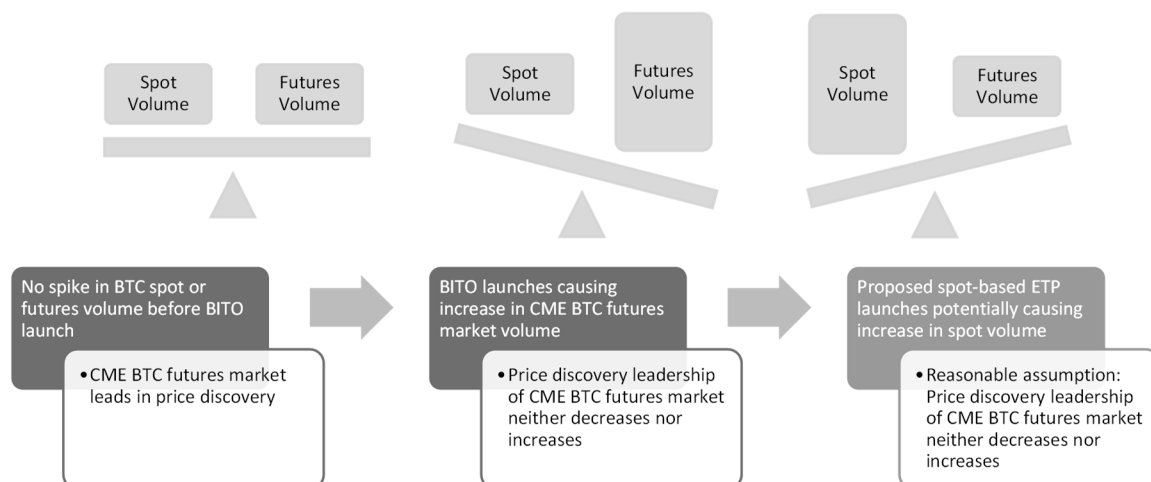 Spot
Volume
Futures
Volume
Spot
Volume
Futures
Volume
Spot
Volume
Futures
Volume
No spike in BTC spot or
futures volume before BITO
launch
•CME BTC futures market
leads in price discovery
BITO launches causing
increase in CME BTC futures
market volume
•Price discovery leadership
of CME BTC futures market
neither decreases nor
increases
Proposed spot-based ETP
launches potentially causing
increase in spot volume
•Reasonable assumption:
Price discovery leadership
of CME BTC futures market
neither decreases nor
increases